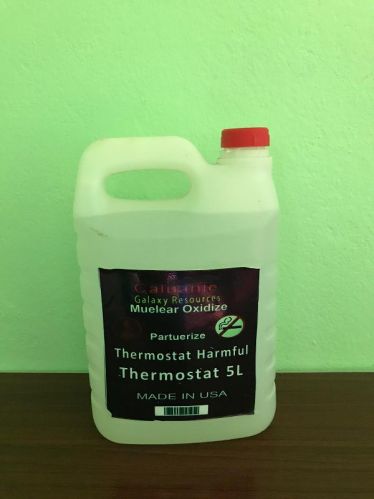 Galaxy Resources
Muelear Oxidize
Partuerize
Thermostat Harmful
Thermostat 5L
MADE IN USA